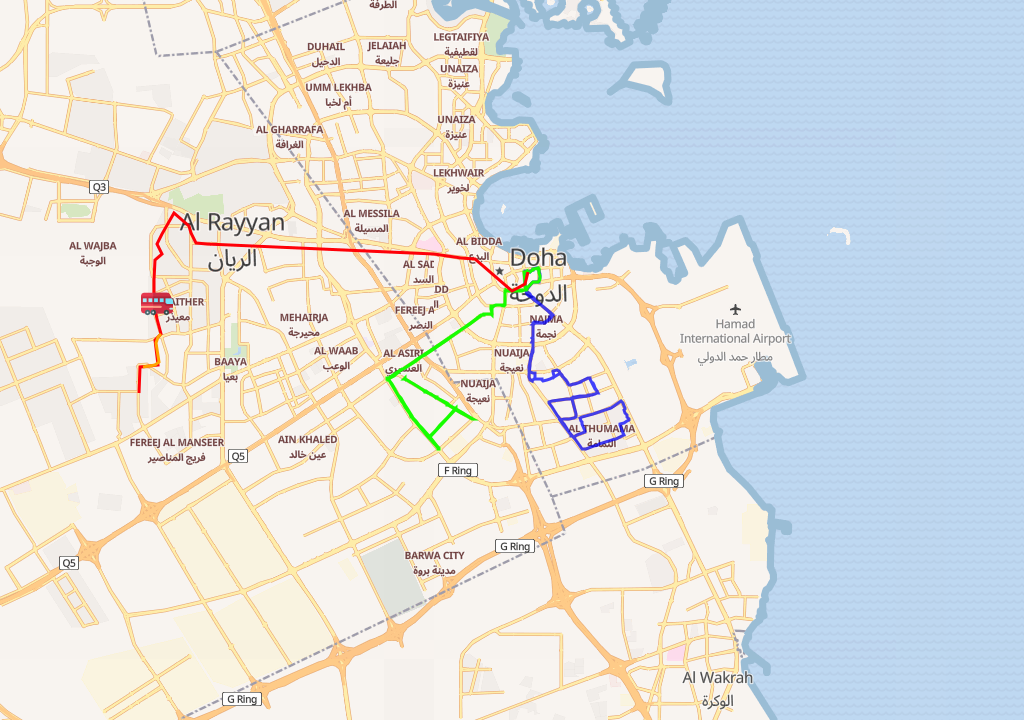 الطرفة
LEGTAIFIYA
لقطيفية
DUHAIL
الدحيل
JELAIAH
جليعة
UNAIZA
عنيزة
UMM LEKHBA
أم لخبا
UNAIZA
عنيزة
AL GHARRAFA
الغرافة
LEKHWAIR
لخوير
Q3
AL MESSILA
المسيلة
Al Rayyan
الريان
AL WAJBA
الوجبة
AL BIDDA
البدع
Doha
الدوحة
AL SAD
السد
DD
ال
ITHER
معيذر
FEREEJ A
النصر
MEHAIRJA
محيرجة
NAJMA
نجمة
Hamad
International Airport
مطار حمد الدولي
AL WAAB
الوعب
AL ASIRI
العسيري
NUAIJA
نعيجة
BAAYA
بعيا
NUAIJA
نعيجة
AL THUMAMA
الثمامة
FEREEJ AL MANSEER
فريج المناصير
AIN KHALED
عين خالد
Q5
F Ring
G Ring
G Ring
Q5
BARWA CITY
مدينة بروة
Al Wakrah
الوكرة
G Ring